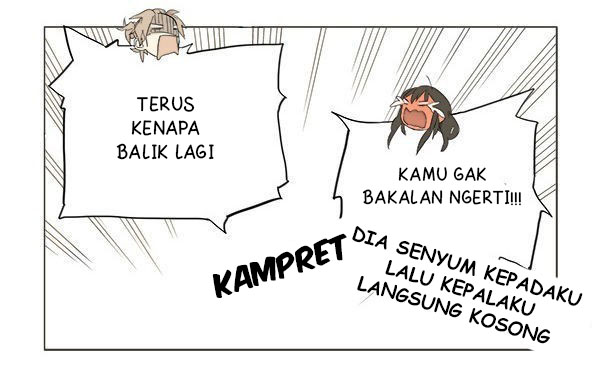 TERUS
KENAPA
BALIK LAGI
KAMU GAK
BAKALAN NGERTI!!!
KAMPRET
DIA SENYUM KEPADAKU
LALU KEPALAKU
LANGSUNG KOSONG